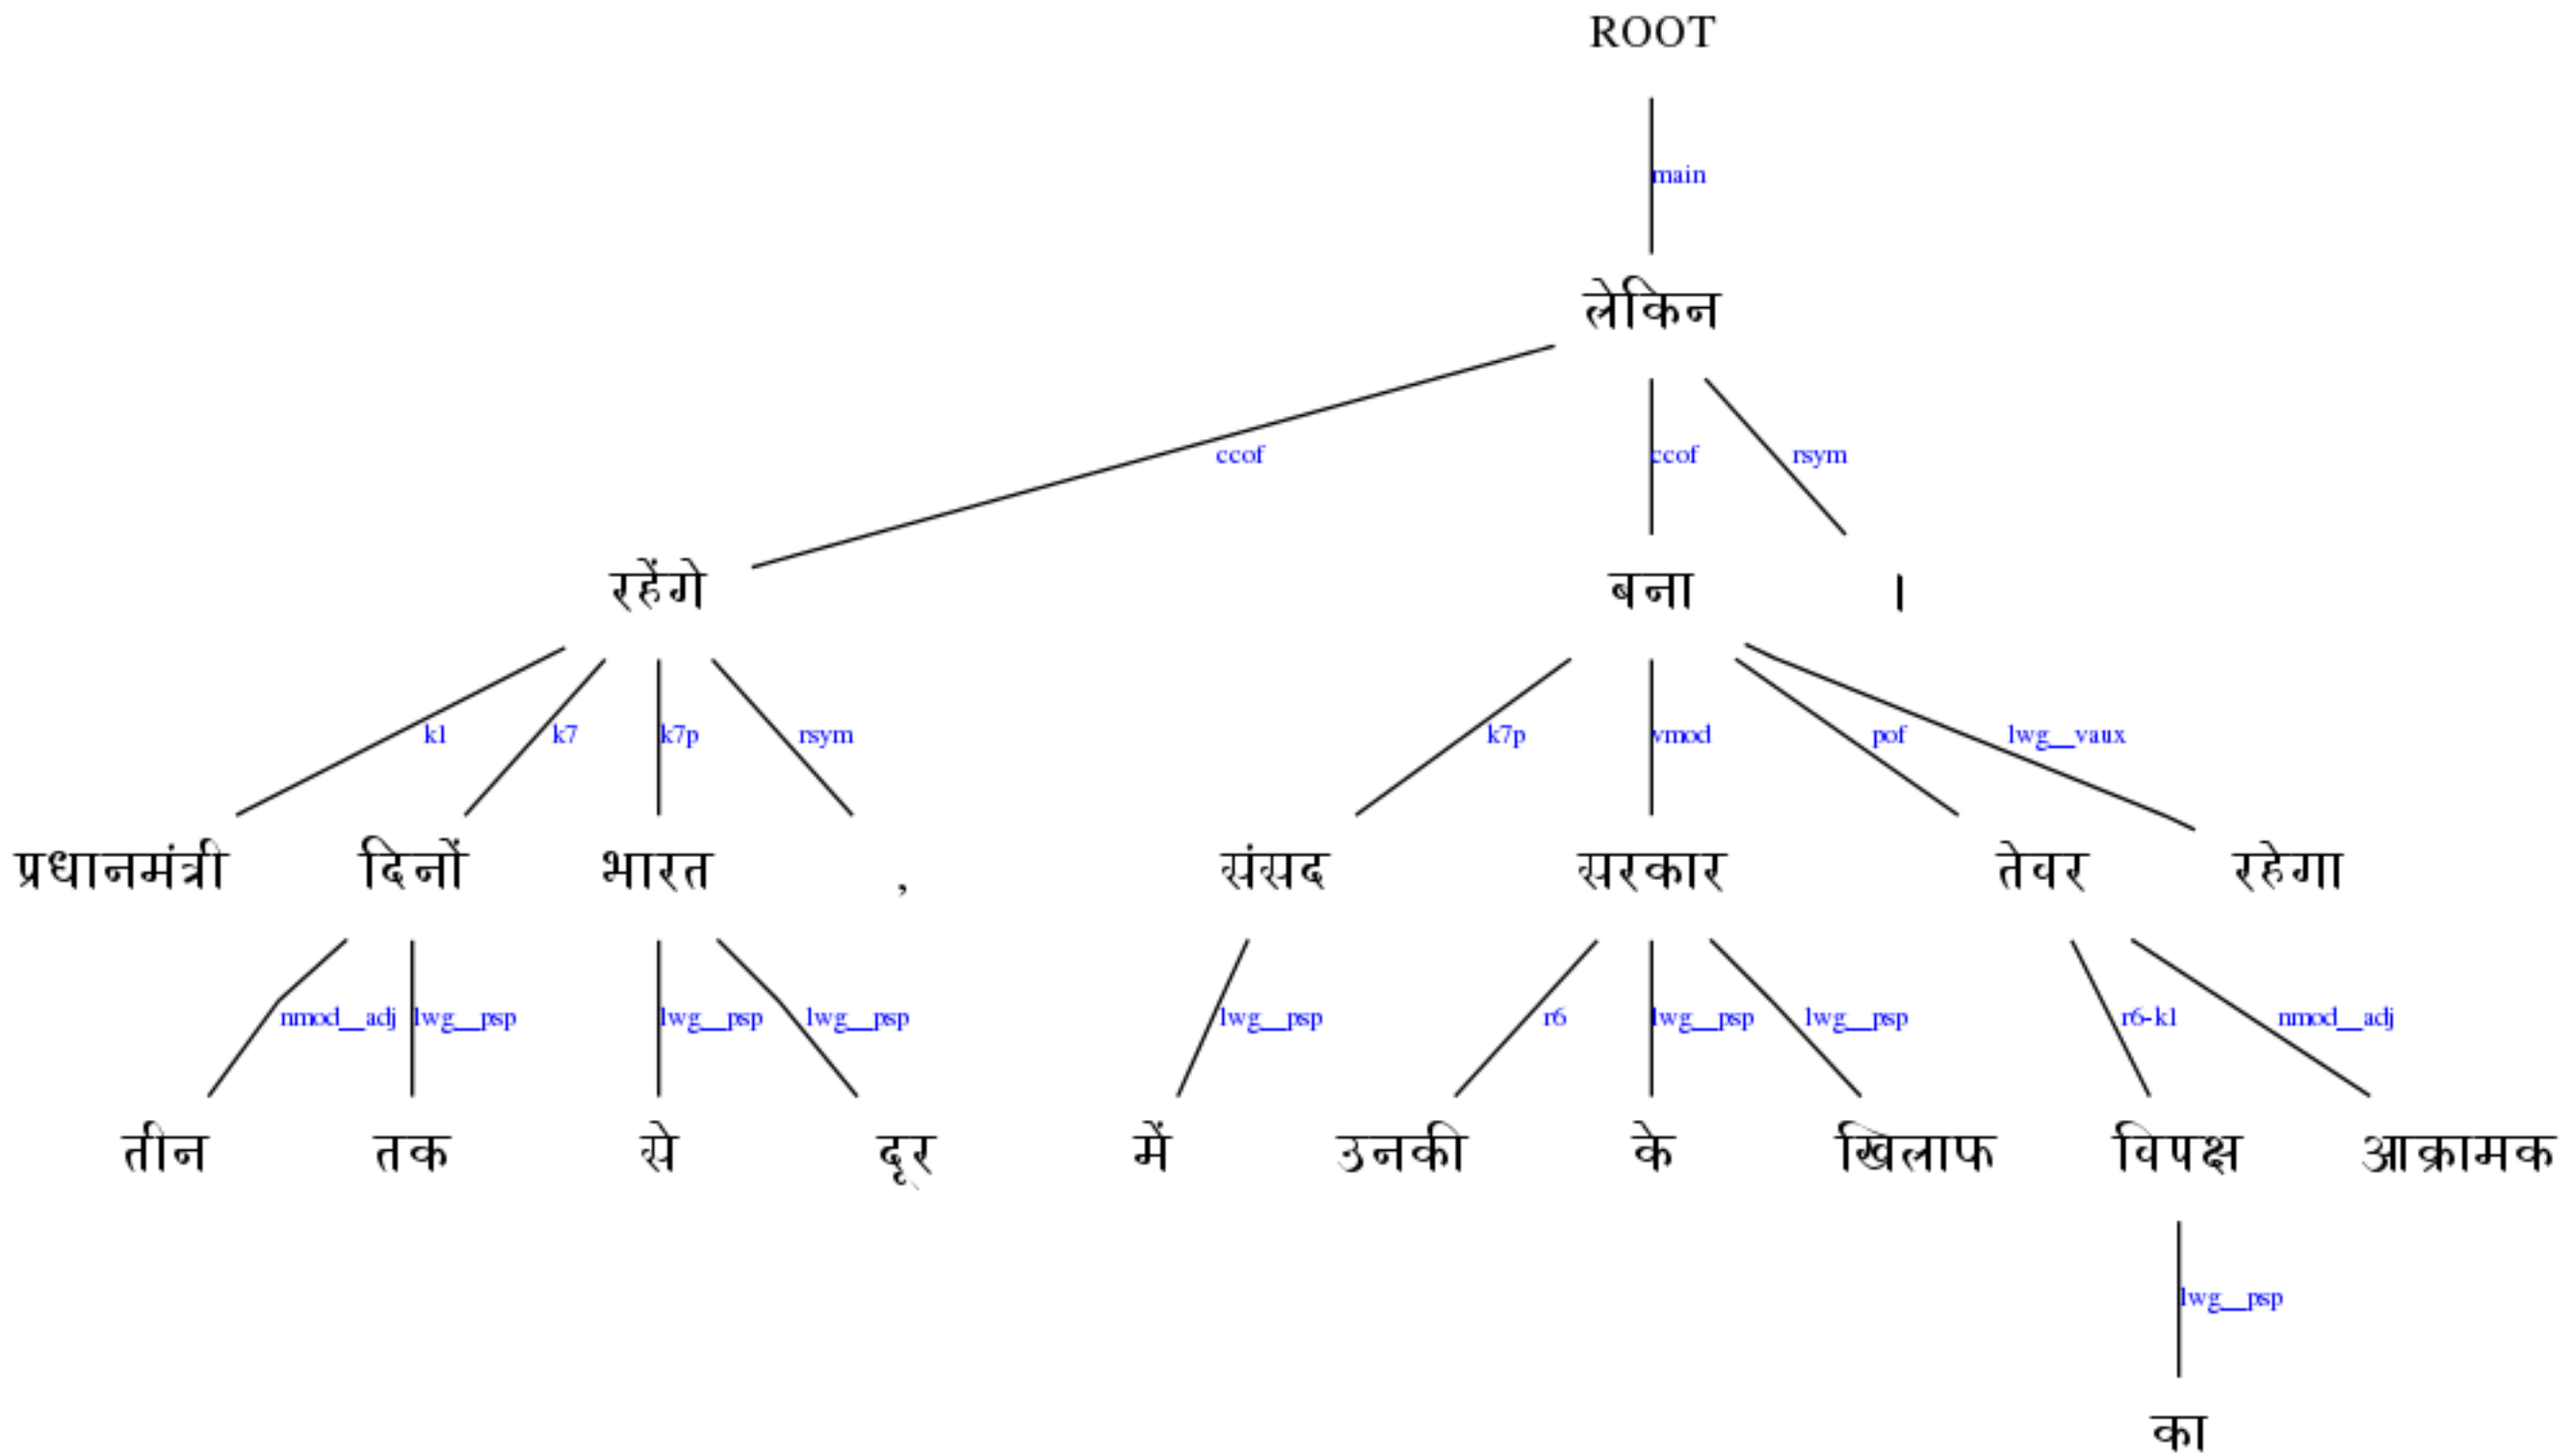 ROOT
main
लेकिन
ccof ccof rsym
रहेंगे बना ।
k1 k7 k7p rsym k7p vmod pof lwg__vaux
प्रधानमंत्री दिनों भारत , संसद सरकार तेवर रहेगा
nmod__adj lwg__psp lwg__psp lwg__psp lwg__psp r6 lwg__psp lwg__psp r6-k1 nmod__adj
तीन तक से दूर में उनकी के खिलाफ विपक्ष आक्रामक
lwg__psp
का